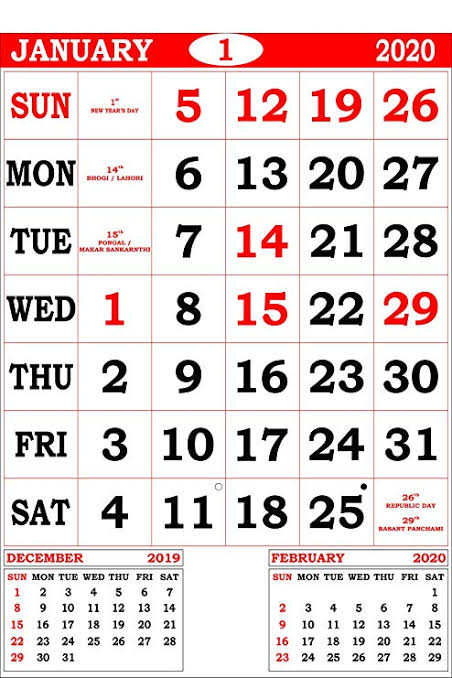 JANUARY 1 2020
SUN 1st 5 12 19 26
NEW YEAR'S DAY
MON 14th 6 13 20 27
BHOGI / LAHORI
TUE 15th 7 14 21 28
PONGAL /
MAKAR SANKARNTHI
WED 1 8 15 22 29
THU 2 9 16 23 30
FRI 3 10 17 24 31
SAT 4 11 18 25 26th
REPUBLIC DAY
29th
BASANT PANCHAMI
DECEMBER 2019
SUN MON TUE WED THU FRI SAT
1 2 3 4 5 6 7
8 9 10 11 12 13 14
15 16 17 18 19 20 21
22 23 24 25 26 27 28
29 30 31
FEBRUARY 2020
SUN MON TUE WED THU FRI SAT
1
2 3 4 5 6 7 8
9 10 11 12 13 14 15
16 17 18 19 20 21 22
23 24 25 26 27 28 29